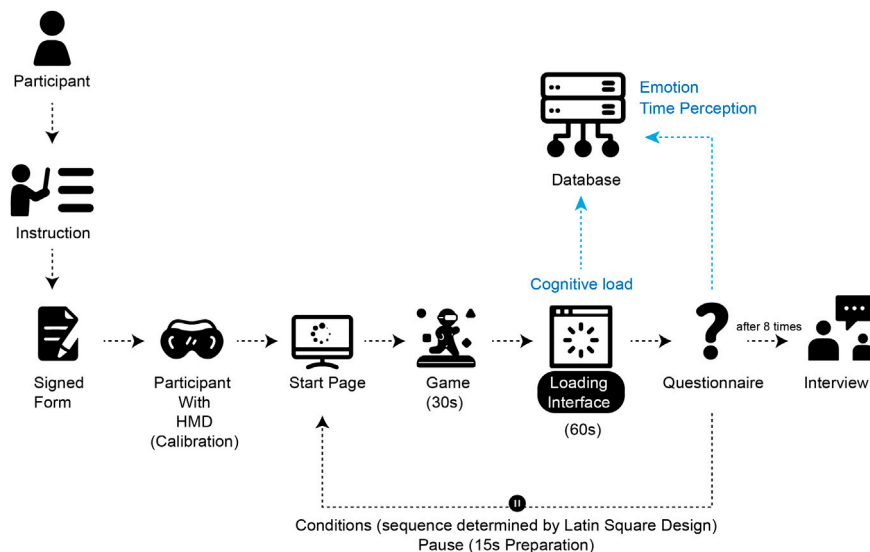 Participant
Instruction
Signed
Form
Participant
With
HMD
(Calibration)
Start Page
Game
(30s)
Cognitive load
Loading
Interface
(60s)
Database
Emotion
Time Perception
Questionnaire
after 8 times
Interview
Conditions (sequence determined by Latin Square Design)
Pause (15s Preparation)